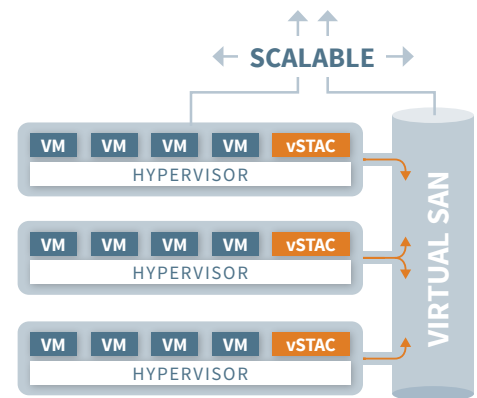 SCALABLE
VM VM VM VM vSTAC
HYPERVISOR
VM VM VM VM vSTAC
HYPERVISOR
VM VM VM VM vSTAC
HYPERVISOR
VIRTUAL SAN